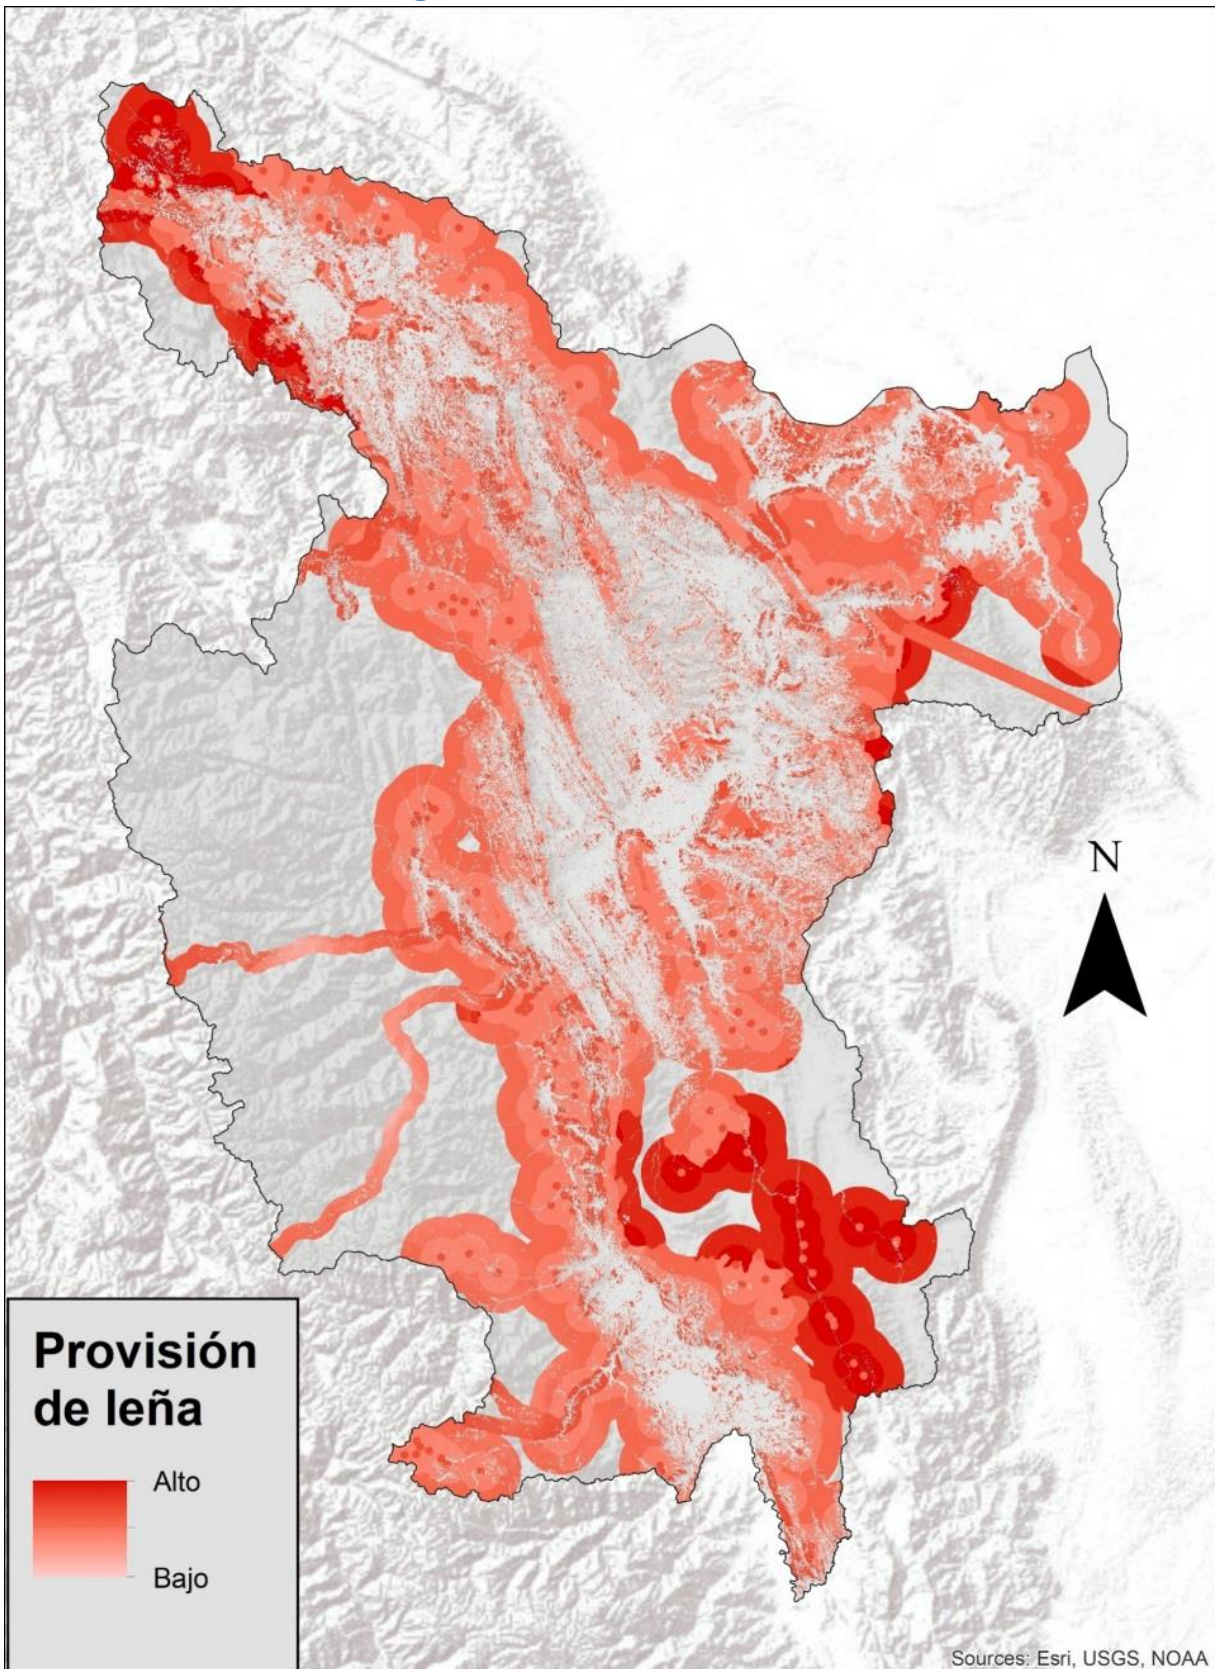 N
Provisión
de leña
Alto
Bajo
Sources: Esri, USGS, NOAA